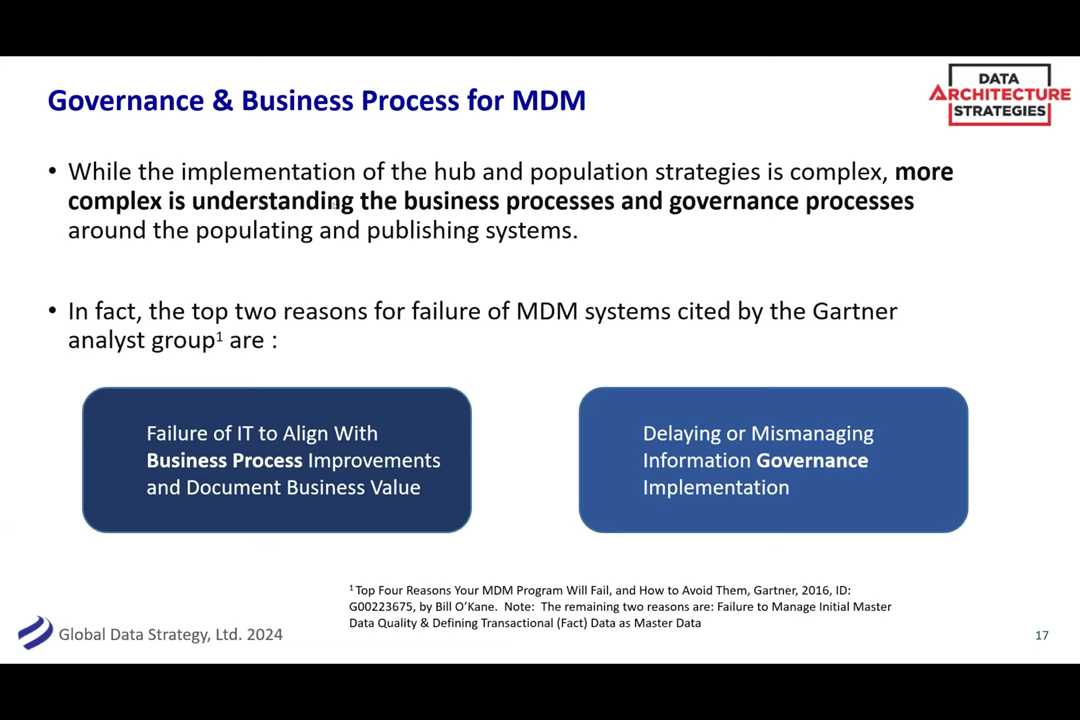 Governance & Business Process for MDM
DATA
ARCHITECTURE
STRATEGIES
• While the implementation of the hub and population strategies is complex, more
complex is understanding the business processes and governance processes
around the populating and publishing systems.
• In fact, the top two reasons for failure of MDM systems cited by the Gartner
analyst group¹ are :
Failure of IT to Align With
Business Process Improvements
and Document Business Value
Delaying or Mismanaging
Information Governance
Implementation
¹ Top Four Reasons Your MDM Program Will Fail, and How to Avoid Them, Gartner, 2016, ID:
G00223675, by Bill O’Kane. Note: The remaining two reasons are: Failure to Manage Initial Master
Data Quality & Defining Transactional (Fact) Data as Master Data
Global Data Strategy, Ltd. 2024
17